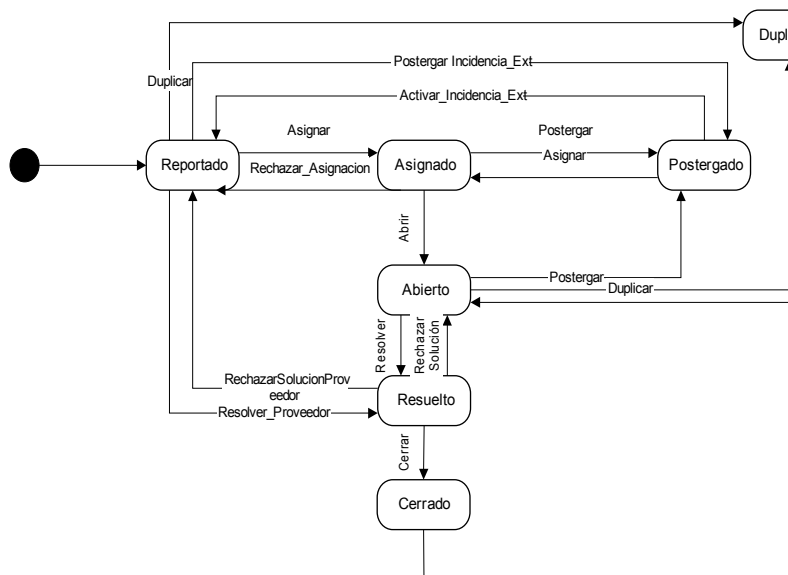 Dupl
Duplicar
Postergar Incidencia_Ext
Activar_Incidencia_Ext
Asignar
Postergar
Reportado
Rechazar_Asignacion
Asignado
Asignar
Postergado
Abrir
Abierto
Postergar
Duplicar
Resolver
Rechazar
Solución
RechazarSolucionProv
eedor
Resolver_Proveedor
Resuelto
Cerrar
Cerrado